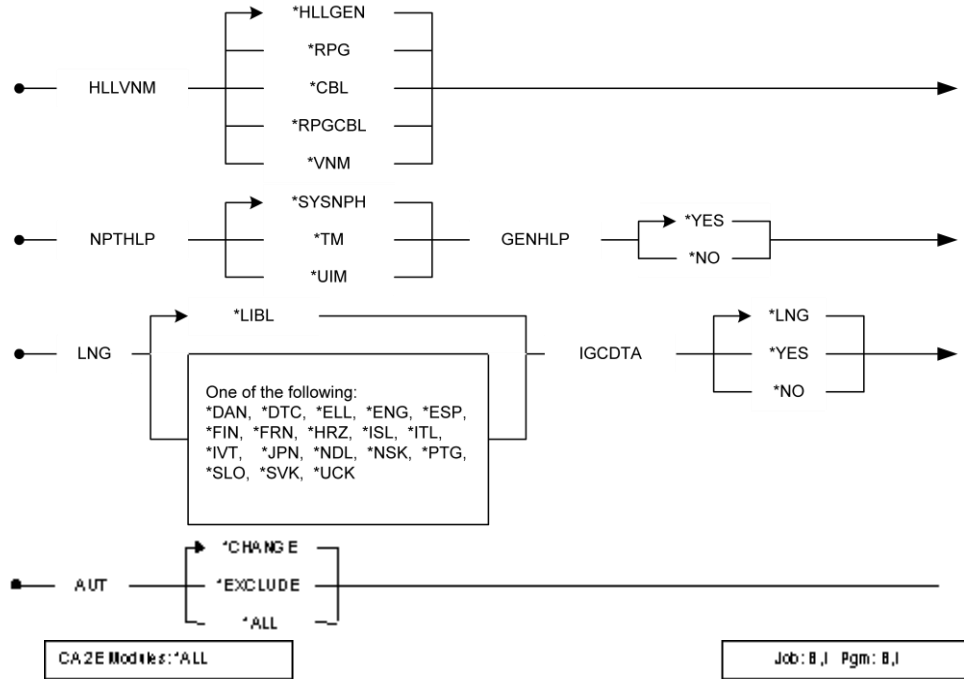 *HLLGEN
*RPG
HLLVNM *CBL
*RPGCBL
*VNM
*SYSNPH
NPTHLP *TM GENHLP *YES
*UIM *NO
*LIBL *LNG
LNG IGCDTA *YES
*NO
One of the following:
*DAN, *DTC, *ELL, *ENG, *ESP,
*FIN, *FRN, *HRZ, *ISL, *ITL,
*IVT, *JPN, *NDL, *NSK, *PTG,
*SLO, *SVK, *UCK
*CHANGE
AUT *EXCLUDE
*ALL
CA 2E Modules: *ALL Job: B,I Pgm: B,I